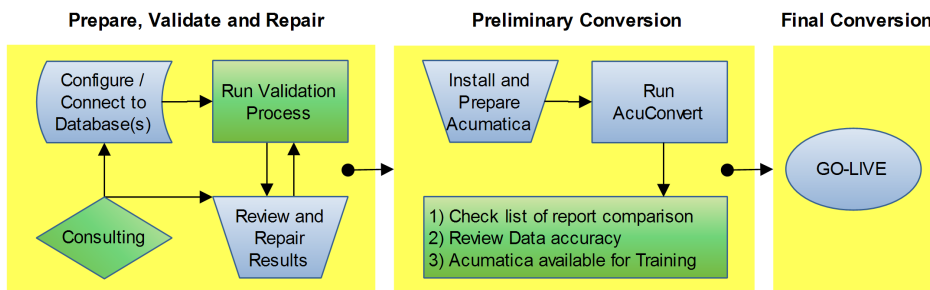 Prepare, Validate and Repair
Configure /
Connect to
Database(s)
Run Validation
Process
Consulting
Review and
Repair
Results
Preliminary Conversion
Install and
Prepare
Acumatica
Run
AcuConvert
1) Check list of report comparison
2) Review Data accuracy
3) Acumatica available for Training
Final Conversion
GO-LIVE